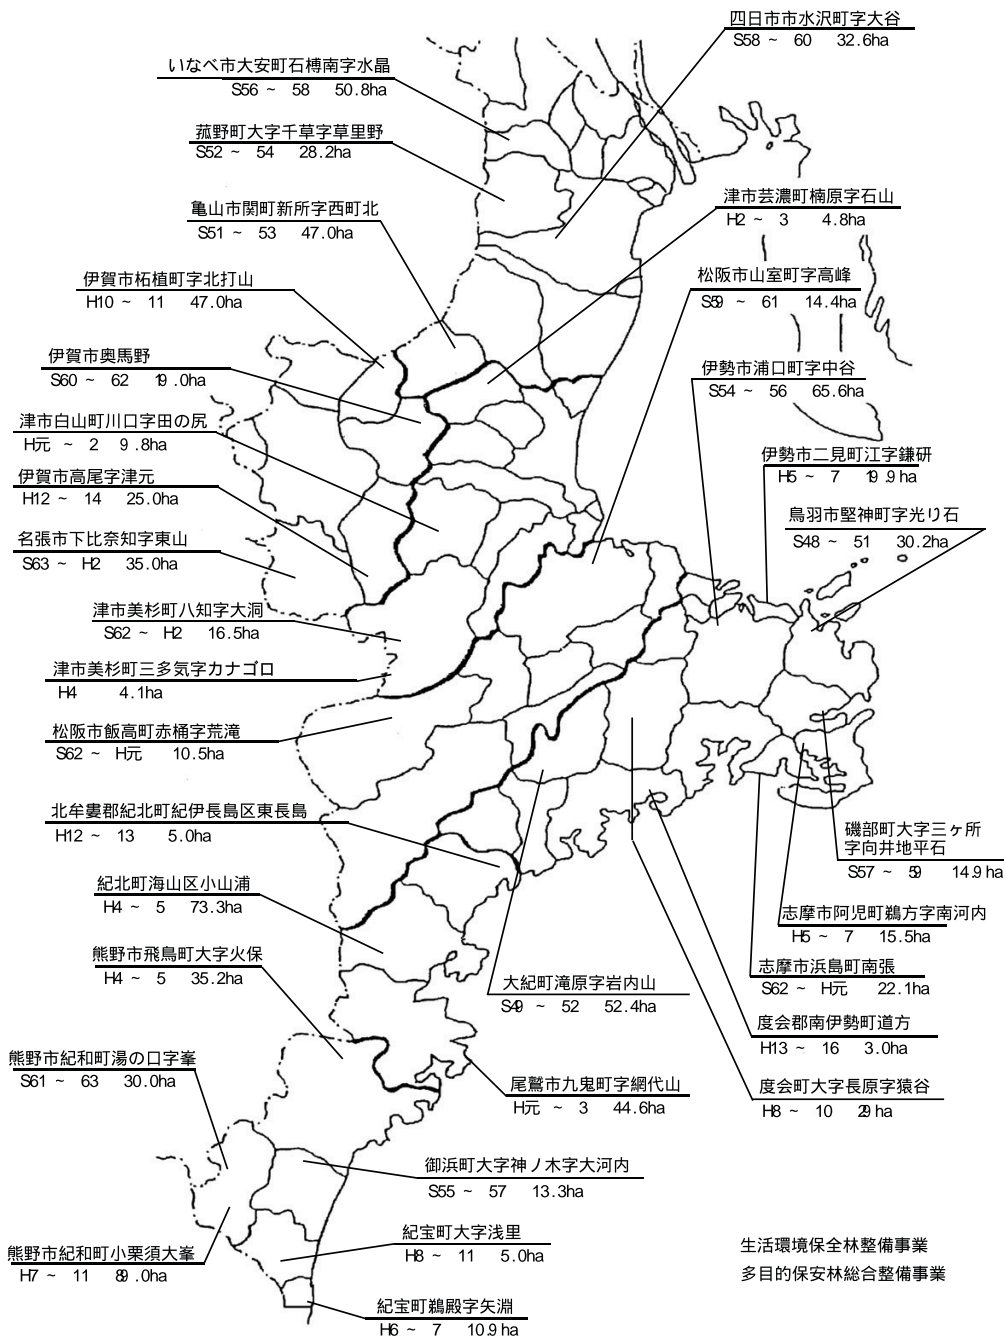 四日市市水沢町字大谷
S58 ~ 60 32.6ha
いなべ市大安町石榑南字水晶
S56 ~ 58 50.8ha
菰野町大字千草字草里野
S52 ~ 54 28.2ha
津市芸濃町楠原字石山
H2 ~ 3 4.8ha
亀山市関町新所字西町北
S51 ~ 53 47.0ha
松阪市山室町字高峰
S59 ~ 61 14.4ha
伊賀市柘植町字北打山
H10 ~ 11 47.0ha
伊賀市奥馬野
S60 ~ 62 19.0ha
伊勢市浦口町字中谷
S54 ~ 56 65.6ha
津市白山町川口字田の尻
H元 ~ 2 9.8ha
伊勢市二見町江字鎌研
H5 ~ 7 19.9ha
伊賀市高尾字津元
H12 ~ 14 25.0ha
鳥羽市堅神町字光り石
S48 ~ 51 30.2ha
名張市下比奈知字東山
S63 ~ H2 35.0ha
津市美杉町八知字大洞
S62 ~ H2 16.5ha
津市美杉町三多気字カナゴロ
H4 4.1ha
松阪市飯高町赤桶字荒滝
S62 ~ H元 10.5ha
北牟婁郡紀北町紀伊長島区東長島
H12 ~ 13 5.0ha
磯部町大字三ヶ所
字向井地平石
S57 ~ 59 14.9ha
紀北町海山区小山浦
H4 ~ 5 73.3ha
志摩市阿児町鵜方字南河内
H5 ~ 7 15.5ha
熊野市飛鳥町大字火保
H4 ~ 5 35.2ha
志摩市浜島町南張
S62 ~ H元 22.1ha
大紀町滝原字岩内山
S49 ~ 52 52.4ha
度会郡南伊勢町道方
H13 ~ 16 3.0ha
熊野市紀和町湯の口字峯
S61 ~ 63 30.0ha
尾鷲市九鬼町字網代山
H元 ~ 3 44.6ha
度会町大字長原字猿谷
H8 ~ 10 29ha
御浜町大字神ノ木字大河内
S55 ~ 57 13.3ha
紀宝町大字浅里
H8 ~ 11 5.0ha
熊野市紀和町小栗須大峯
H7 ~ 11 89.0ha
生活環境保全林整備事業
多目的保安林総合整備事業
紀宝町鵜殿字矢淵
H6 ~ 7 10.9ha